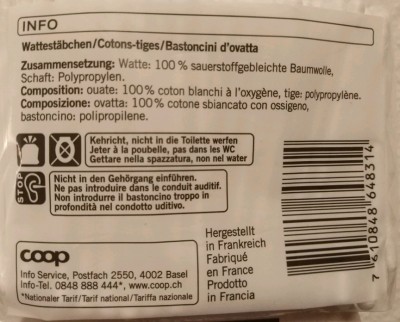 INFO
Wattestäbchen/Cotons-tiges/Bastoncini d'ovatta
Zusammensetzung: Watte: 100% sauerstoffgebleichte Baumwolle,
Schaft: Polypropylen.
Composition: ouate: 100% coton blanchi à l'oxygène, tige: polypropylène.
Composizione: ovatta: 100% cotone sbiancato con ossigeno,
bastoncino: polipropilene.
Kehricht, nicht in die Toilette werfen
Jeter à la poubelle, pas dans les WC
Gettare nella spazzatura, non nel water
STOP
Nicht in den Gehörgang einführen.
Ne pas introduire dans le conduit auditif.
Non introdurre il bastoncino troppo in
profondità nel condotto uditivo.
coop
Info Service, Postfach 2550, 4002 Basel
Info-Tel. 0848 888 444*, www.coop.ch
*Nationaler Tarif/Tarif national/Tariffa nazionale
Hergestellt
in Frankreich
Fabriqué
en France
Prodotto
in Francia
7 610848 648314